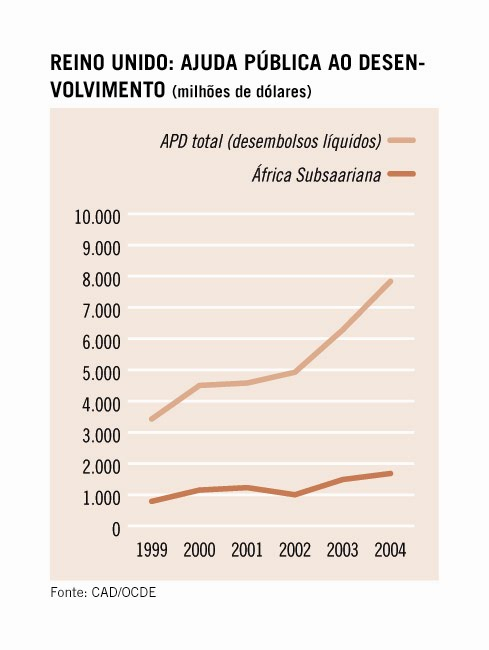 REINO UNIDO: AJUDA PÚBLICA AO DESEN-
VOLVIMENTO (milhões de dólares)
APD total (desembolsos líquidos)
África Subsaariana
10.000
9.000
8.000
7.000
6.000
5.000
4.000
3.000
2.000
1.000
0
1999 2000 2001 2002 2003 2004
Fonte: CAD/OCDE